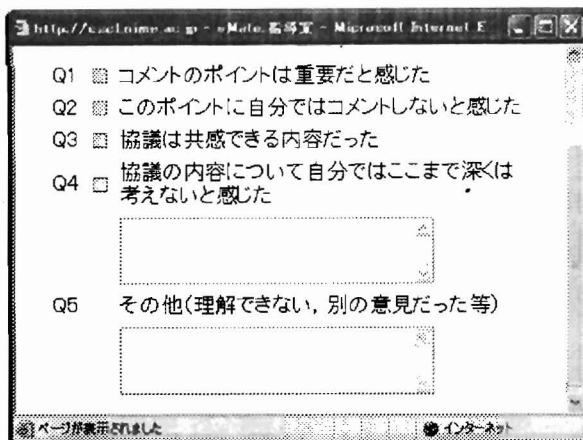 Microsoft Internet E
Q1 コメントのポイントは重要だと感じた
Q2 このポイントに自分ではコメントしないと感じた
Q3 協議は共感できる内容だった
Q4 協議の内容について自分ではここまで深くは
考えないと感じた
Q5 その他(理解できない, 別の意見だった等)
ページが表示されました インターネット